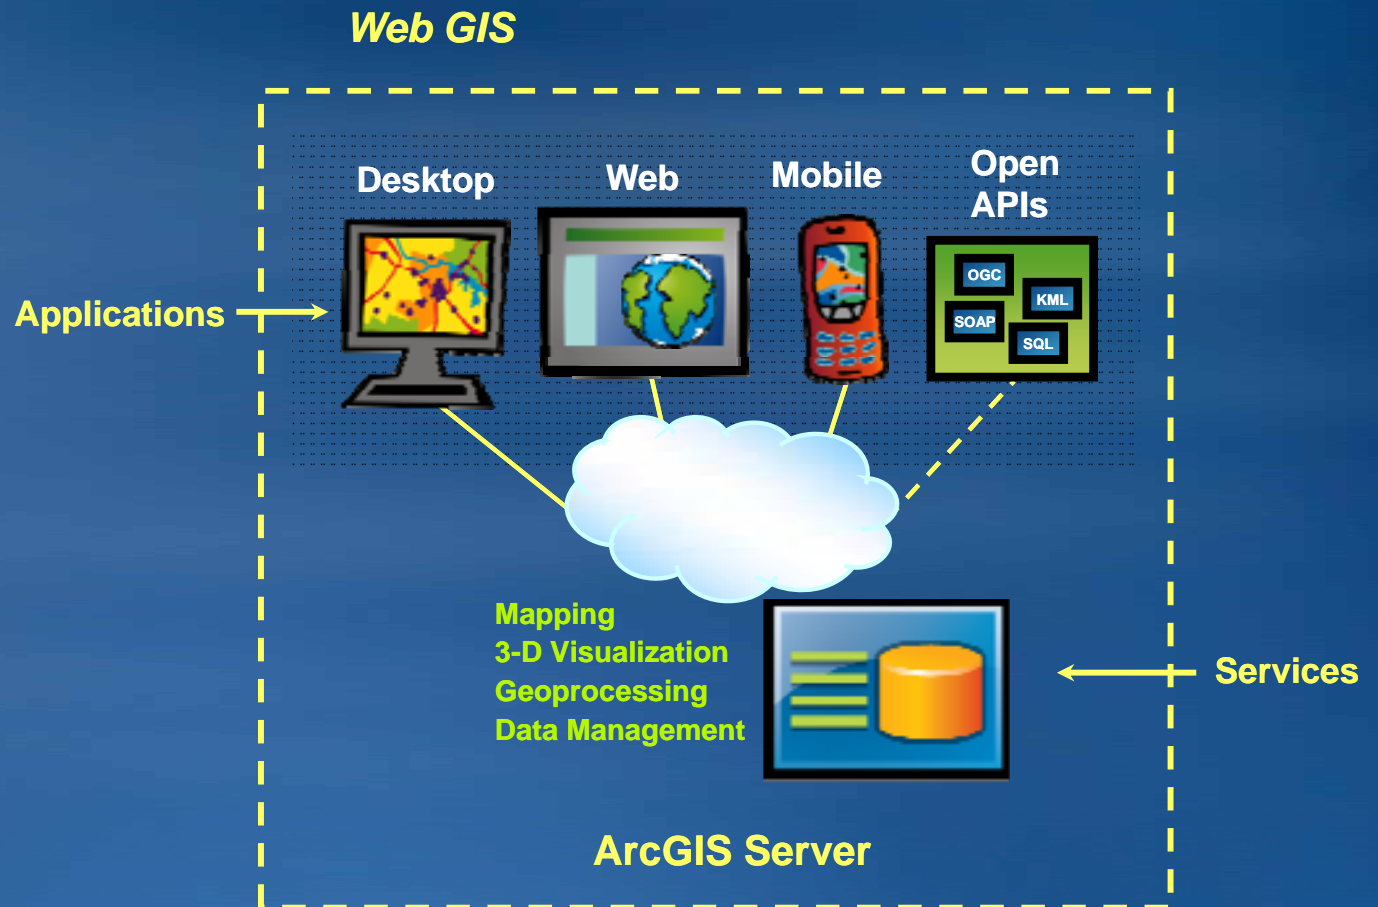 Web GIS
Desktop
Web
Mobile
Open
APIs
OGC
KML
SOAP
SQL
Applications
Mapping
3-D Visualization
Geoprocessing
Data Management
Services
ArcGIS Server